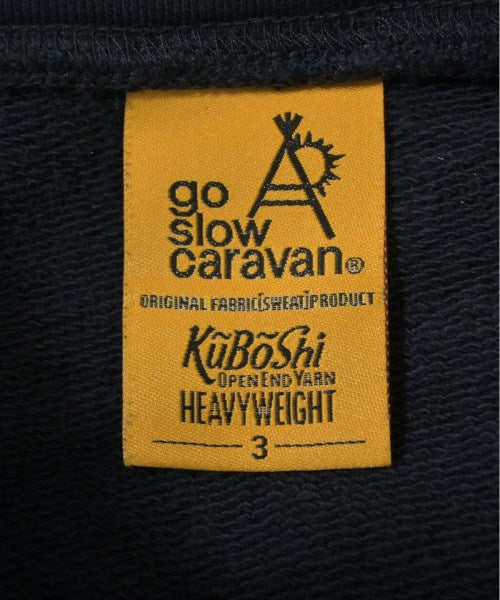 go
slow
caravan®
ORIGINAL FABRIC[SWEAT]PRODUCT
KūBōShi
OPEN END YARN
HEAVYWEIGHT
3